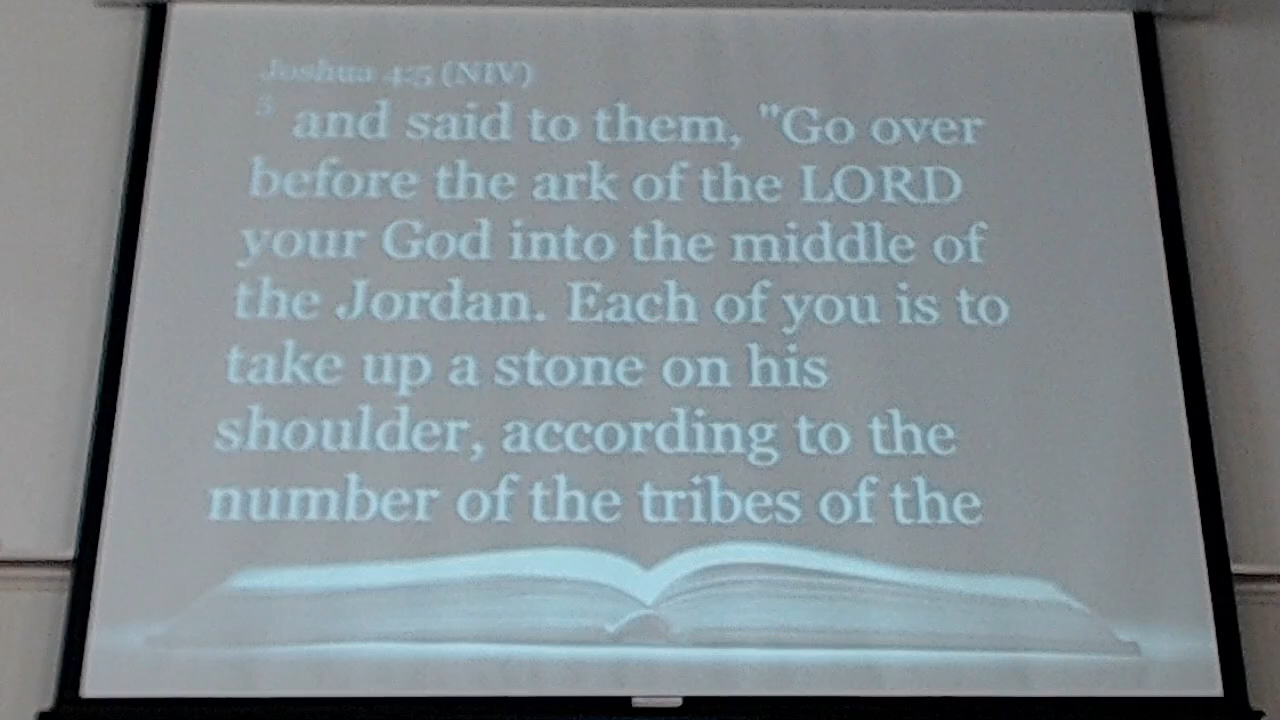 Joshua 4:5 (NIV)
5 and said to them, "Go over
before the ark of the LORD
your God into the middle of
the Jordan. Each of you is to
take up a stone on his
shoulder, according to the
number of the tribes of the